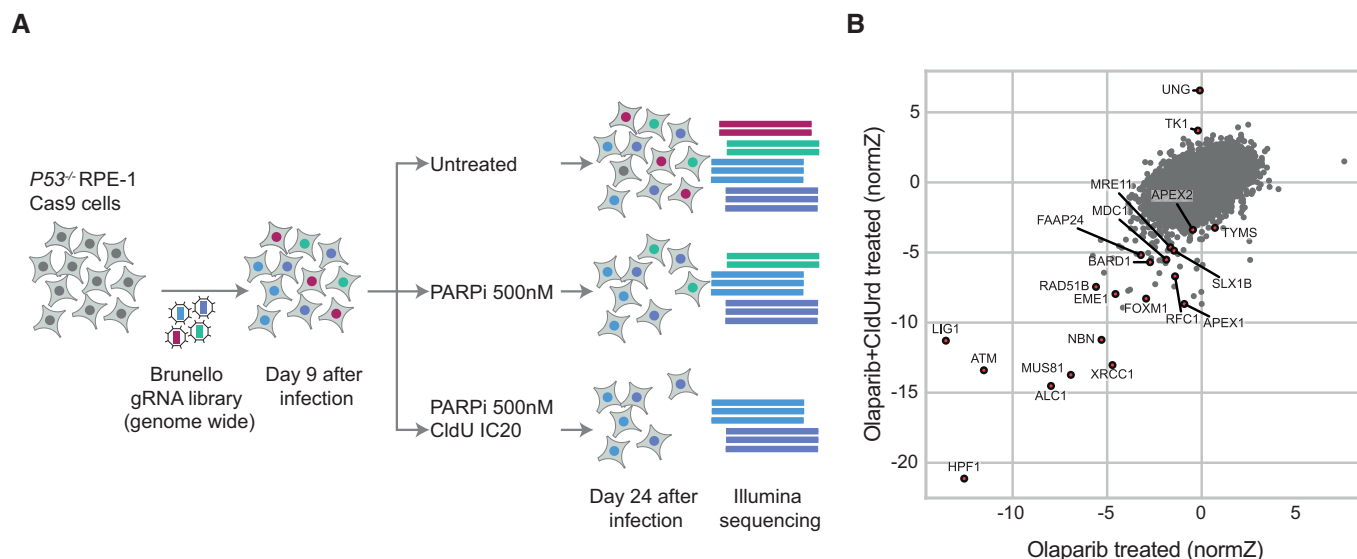 A
P53-/- RPE-1
Cas9 cells
Brunello
gRNA library
(genome wide)
Day 9 after
infection
Untreated
PARPi 500nM
PARPi 500nM
CldU IC20
Day 24 after
infection
Illumina
sequencing
B
Olaparib+CldUrd treated (normZ)
5
0
-5
-10
-15
-20
UNG
TK1
MRE11
APEX2
MDC1
FAAP24
TYMS
BARD1
SLX1B
RAD51B
EME1
FOXM1
RFC1
APEX1
LIG1
NBN
ATM
MUS81
XRCC1
ALC1
HPF1
-10
-5
0
5
Olaparib treated (normZ)